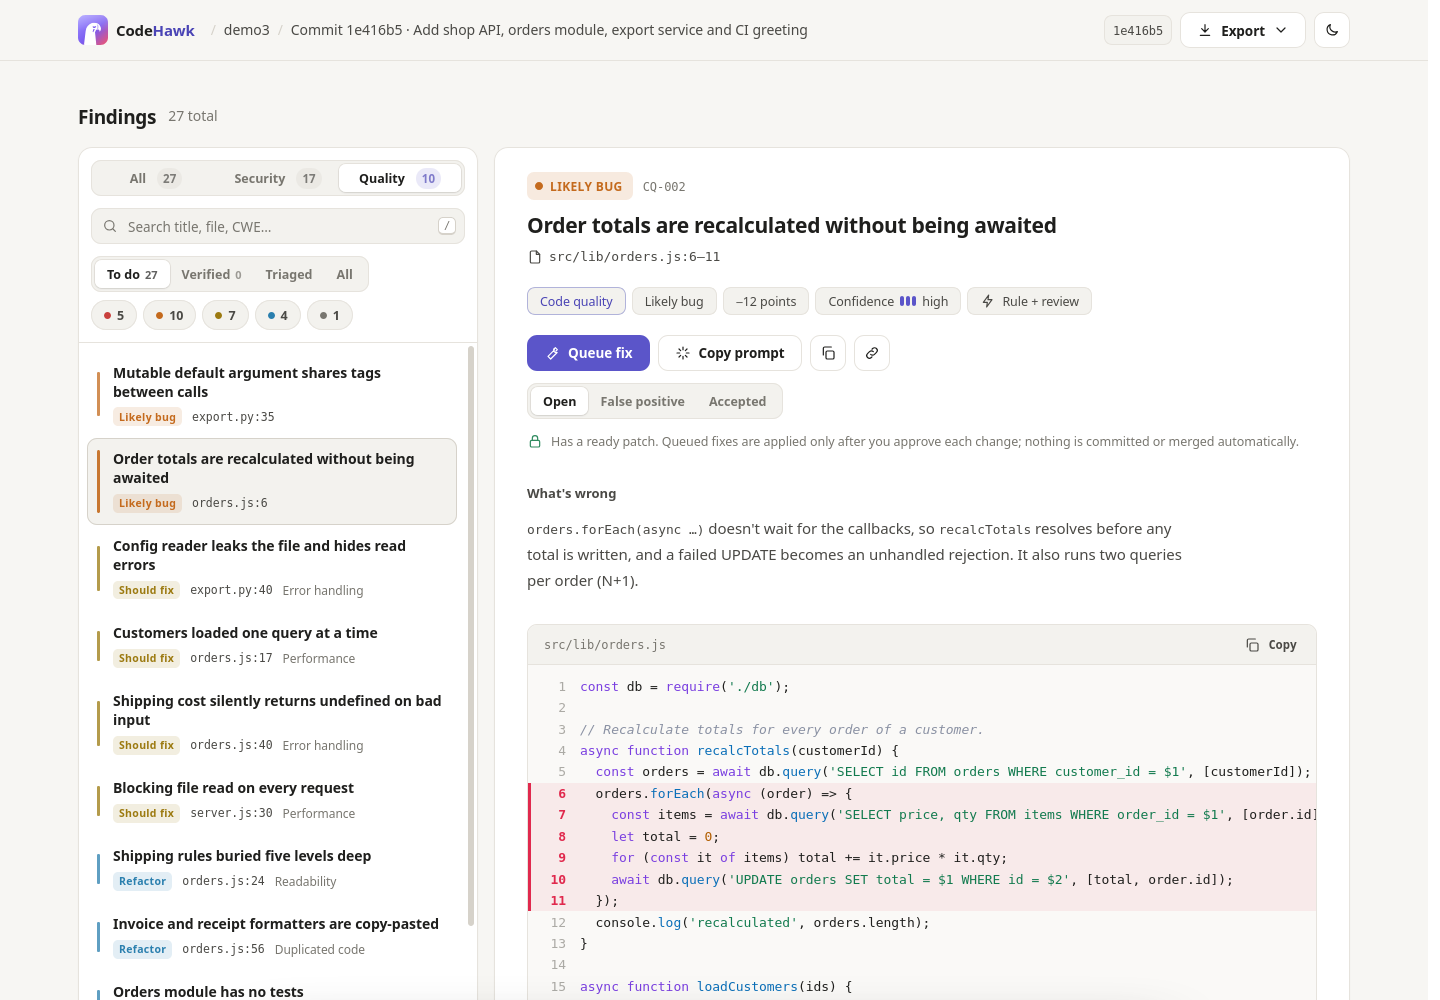 CodeHawk / demo3 / Commit 1e416b5 · Add shop API, orders module, export service and CI greeting 1e416b5 Export
Findings 27 total
All 27 Security 17 Quality 10
Search title, file, CWE... /
To do 27 Verified 0 Triaged All
5 10 7 4 1
Mutable default argument shares tags
between calls
Likely bug export.py:35
Order totals are recalculated without being
awaited
Likely bug orders.js:6
Config reader leaks the file and hides read
errors
Should fix export.py:40 Error handling
Customers loaded one query at a time
Should fix orders.js:17 Performance
Shipping cost silently returns undefined on bad
input
Should fix orders.js:40 Error handling
Blocking file read on every request
Should fix server.js:30 Performance
Shipping rules buried five levels deep
Refactor orders.js:24 Readability
Invoice and receipt formatters are copy-pasted
Refactor orders.js:56 Duplicated code
Orders module has no tests
LIKELY BUG CQ-002
Order totals are recalculated without being awaited
src/lib/orders.js:6–11
Code quality Likely bug −12 points Confidence high Rule + review
Queue fix Copy prompt
Open False positive Accepted
Has a ready patch. Queued fixes are applied only after you approve each change; nothing is committed or merged automatically.
What's wrong
orders.forEach(async …) doesn't wait for the callbacks, so recalcTotals resolves before any
total is written, and a failed UPDATE becomes an unhandled rejection. It also runs two queries
per order (N+1).
src/lib/orders.js Copy
1 const db = require('./db');
2
3 // Recalculate totals for every order of a customer.
4 async function recalcTotals(customerId) {
5 const orders = await db.query('SELECT id FROM orders WHERE customer_id = $1', [customerId]);
6 orders.forEach(async (order) => {
7 const items = await db.query('SELECT price, qty FROM items WHERE order_id = $1', [order.id]
8 let total = 0;
9 for (const it of items) total += it.price * it.qty;
10 await db.query('UPDATE orders SET total = $1 WHERE id = $2', [total, order.id]);
11 });
12 console.log('recalculated', orders.length);
13 }
14
15 async function loadCustomers(ids) {